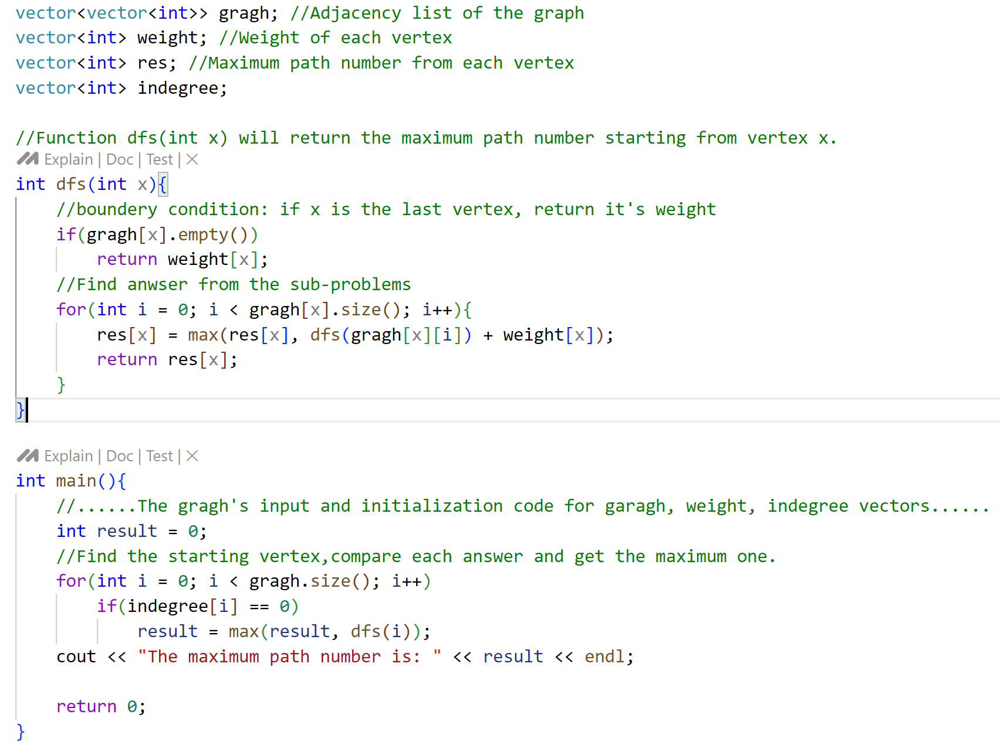 vector<vector<int>> gragh; //Adjacency list of the graph
vector<int> weight; //Weight of each vertex
vector<int> res; //Maximum path number from each vertex
vector<int> indegree;
//Function dfs(int x) will return the maximum path number starting from vertex x.
Explain | Doc | Test | ×
int dfs(int x){
//boundery condition: if x is the last vertex, return it's weight
if(gragh[x].empty())
return weight[x];
//Find anwser from the sub-problems
for(int i = 0; i < gragh[x].size(); i++){
res[x] = max(res[x], dfs(gragh[x][i]) + weight[x]);
return res[x];
}
}
Explain | Doc | Test | ×
int main(){
//......The gragh's input and initialization code for garagh, weight, indegree vectors......
int result = 0;
//Find the starting vertex,compare each answer and get the maximum one.
for(int i = 0; i < gragh.size(); i++)
if(indegree[i] == 0)
result = max(result, dfs(i));
cout << "The maximum path number is: " << result << endl;
return 0;
}